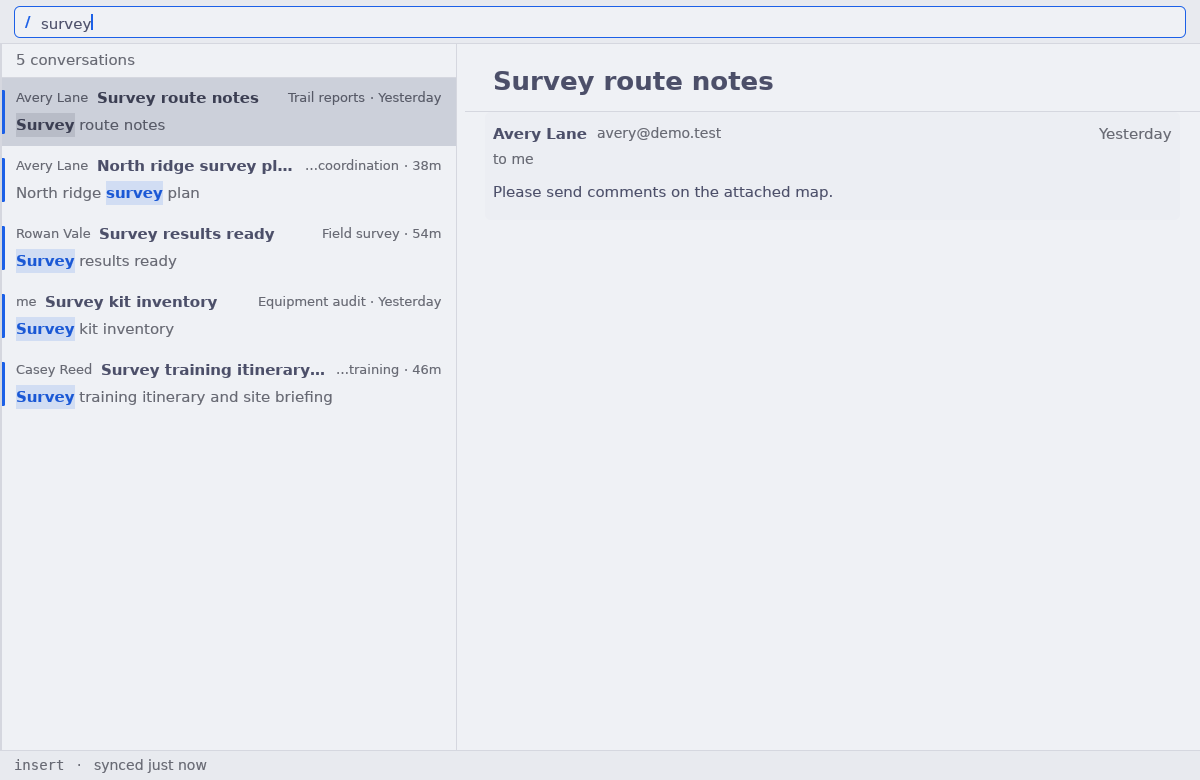 / survey
5 conversations
Avery Lane Survey route notes Trail reports · Yesterday
Survey route notes
Avery Lane North ridge survey pl... ...coordination · 38m
North ridge survey plan
Rowan Vale Survey results ready Field survey · 54m
Survey results ready
me Survey kit inventory Equipment audit · Yesterday
Survey kit inventory
Casey Reed Survey training itinerary... ...training · 46m
Survey training itinerary and site briefing
Survey route notes
Avery Lane avery@demo.test Yesterday
to me
Please send comments on the attached map.
insert · synced just now